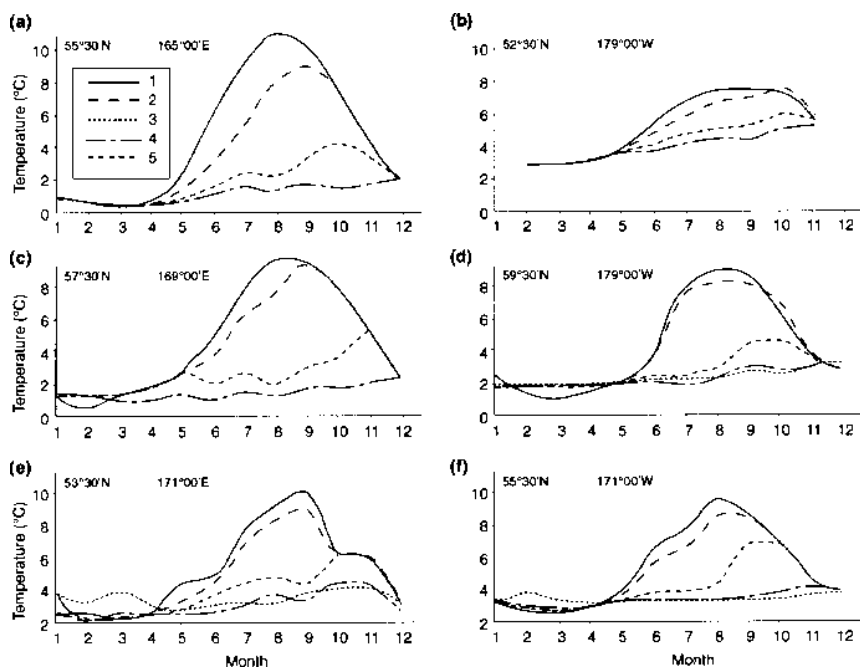 (a)
55°30'N 165°00'E
1
2
3
4
5
Temperature (°C)
10
8
6
4
2
0
1 2 3 4 5 6 7 8 9 10 11 12
(b)
52°30'N 179°00'W
10
8
6
4
2
0
1 2 3 4 5 6 7 8 9 10 11 12
(c)
57°30'N 169°00'E
Temperature (°C)
8
6
4
2
0
1 2 3 4 5 6 7 8 9 10 11 12
(d)
59°30'N 179°00'W
8
6
4
2
0
1 2 3 4 5 6 7 8 9 10 11 12
(e)
53°30'N 171°00'E
Temperature (°C)
10
8
6
4
2
1 2 3 4 5 6 7 8 9 10 11 12
Month
(f)
55°30'N 171°00'W
10
8
6
4
2
1 2 3 4 5 6 7 8 9 10 11 12
Month